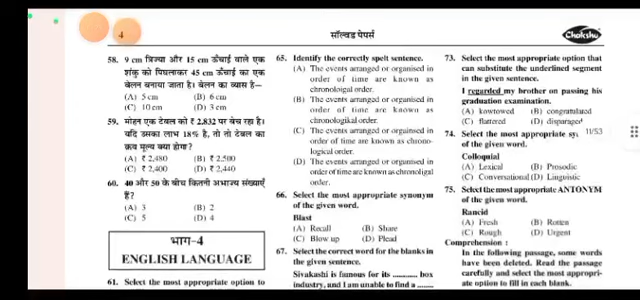 4
सॉल्वड पेपर्स
Chokshu
58. 9 cm त्रिज्या और 15 cm ऊँचाई वाले एक
शंकु को पिघलाकर 45 cm ऊँचाई का एक
बेलन बनाया जाता है। बेलन का व्यास है–
(A) 5 cm (B) 6 cm
(C) 10 cm (D) 3 cm
59. मोहन एक टेबल को ₹ 2,832 पर बेच रहा है।
यदि उसका लाभ 18% है, तो तो टेबल का
क्रय मूल्य क्या होगा?
(A) ₹ 2,480 (B) ₹ 2,500
(C) ₹ 2,400 (D) ₹ 2,440
60. 40 और 50 के बीच कितनी अभाज्य संख्याएँ
हैं?
(A) 3 (B) 2
(C) 5 (D) 4
भाग-4
ENGLISH LANGUAGE
61. Select the most appropriate option to
65. Identify the correctly spelt sentence.
(A) The events arranged or organised in
order of time are known as
chronoloigal order.
(B) The events arranged or organised in
order of time are known as
chronologikal order.
(C) The events arranged or organised in
order of time are known as chrono-
logical order.
(D) The events arranged or organised in
order of time are known as chronoligal
order.
66. Select the most appropriate synonym
of the given word.
Blast
(A) Recall (B) Share
(C) Blow up (D) Plead
67. Select the correct word for the blanks in
the given sentence.
Sivakashi is famous for its .......... box
industry, and I am unable to find a .......
73. Select the most appropriate option that
can substitute the underlined segment
in the given sentence.
I regarded my brother on passing his
graduation examination.
(A) kowtowed (B) congratulated
(C) flattered (D) disparaged
74. Select the most appropriate sy
11/53
of the given word.
Colloquial
(A) Lexical (B) Prosodic
(C) Conversational (D) Linguistic
75. Select the most appropriate ANTONYM
of the given word.
Rancid
(A) Fresh (B) Rotten
(C) Rough (D) Urgent
Comprehension :
In the following passage, some words
have been deleted. Read the passage
carefully and select the most appropri-
ate option to fill in each blank.